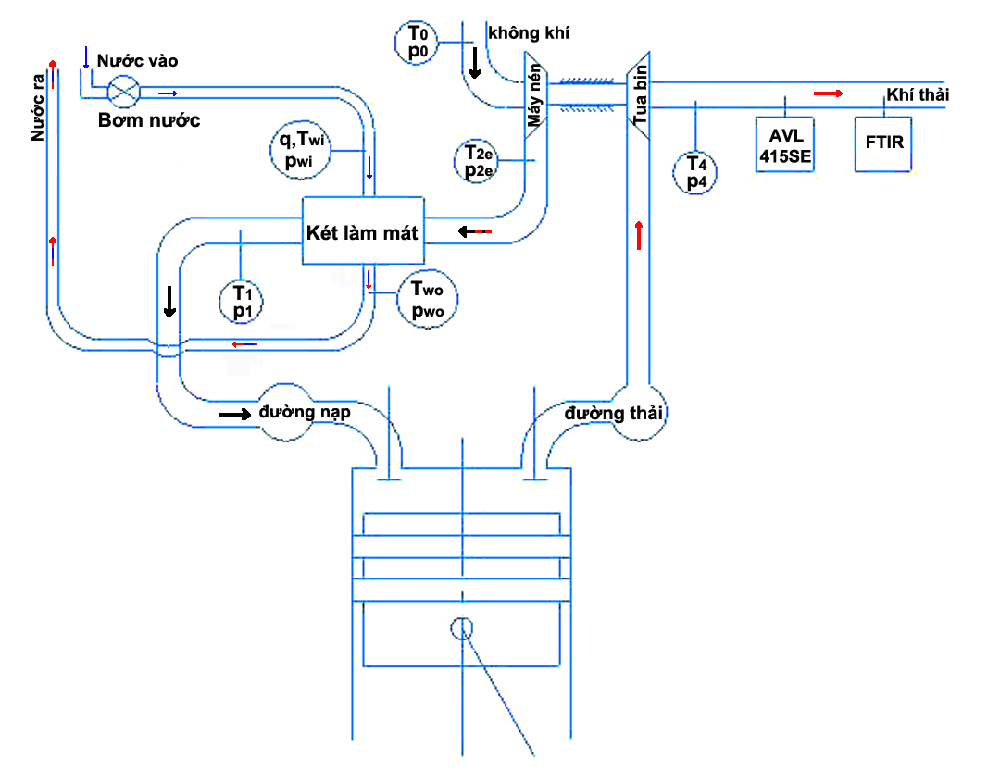 T0
p0
không khí
Nước vào
Nước ra
Bơm nước
Máy nén
Tua bin
Khí thải
AVL
415SE
FTIR
q,Twi
pwi
T2e
p2e
T4
p4
Két làm mát
T1
p1
Two
pwo
đường nạp
đường thải